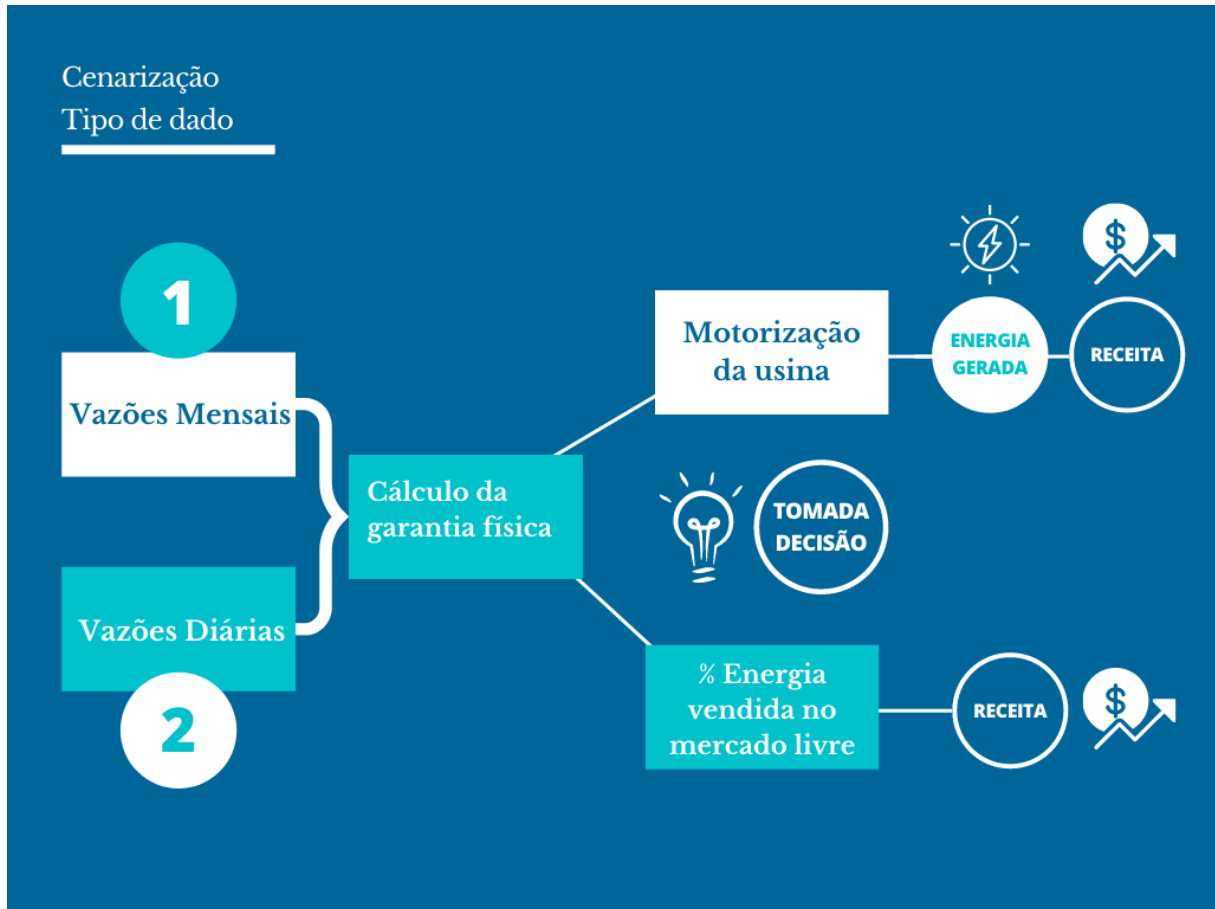 Cenarização
Tipo de dado
1
Vazões Mensais
Vazões Diárias
2
Cálculo da
garantia física
Motorização
da usina
$
ENERGIA
GERADA
RECEITA
TOMADA
DECISÃO
% Energia
vendida no
mercado livre
RECEITA
$